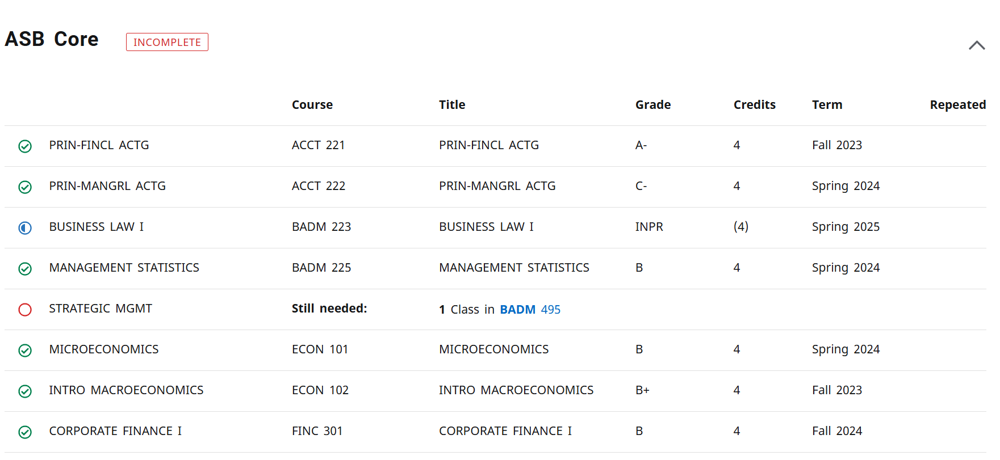 ASB Core INCOMPLETE
Course Title Grade Credits Term Repeated
PRIN-FINCL ACTG ACCT 221 PRIN-FINCL ACTG A- 4 Fall 2023
PRIN-MANGRL ACTG ACCT 222 PRIN-MANGRL ACTG C- 4 Spring 2024
BUSINESS LAW I BADM 223 BUSINESS LAW I INPR (4) Spring 2025
MANAGEMENT STATISTICS BADM 225 MANAGEMENT STATISTICS B 4 Spring 2024
STRATEGIC MGMT Still needed: 1 Class in BADM 495
MICROECONOMICS ECON 101 MICROECONOMICS B 4 Spring 2024
INTRO MACROECONOMICS ECON 102 INTRO MACROECONOMICS B+ 4 Fall 2023
CORPORATE FINANCE I FINC 301 CORPORATE FINANCE I B 4 Fall 2024